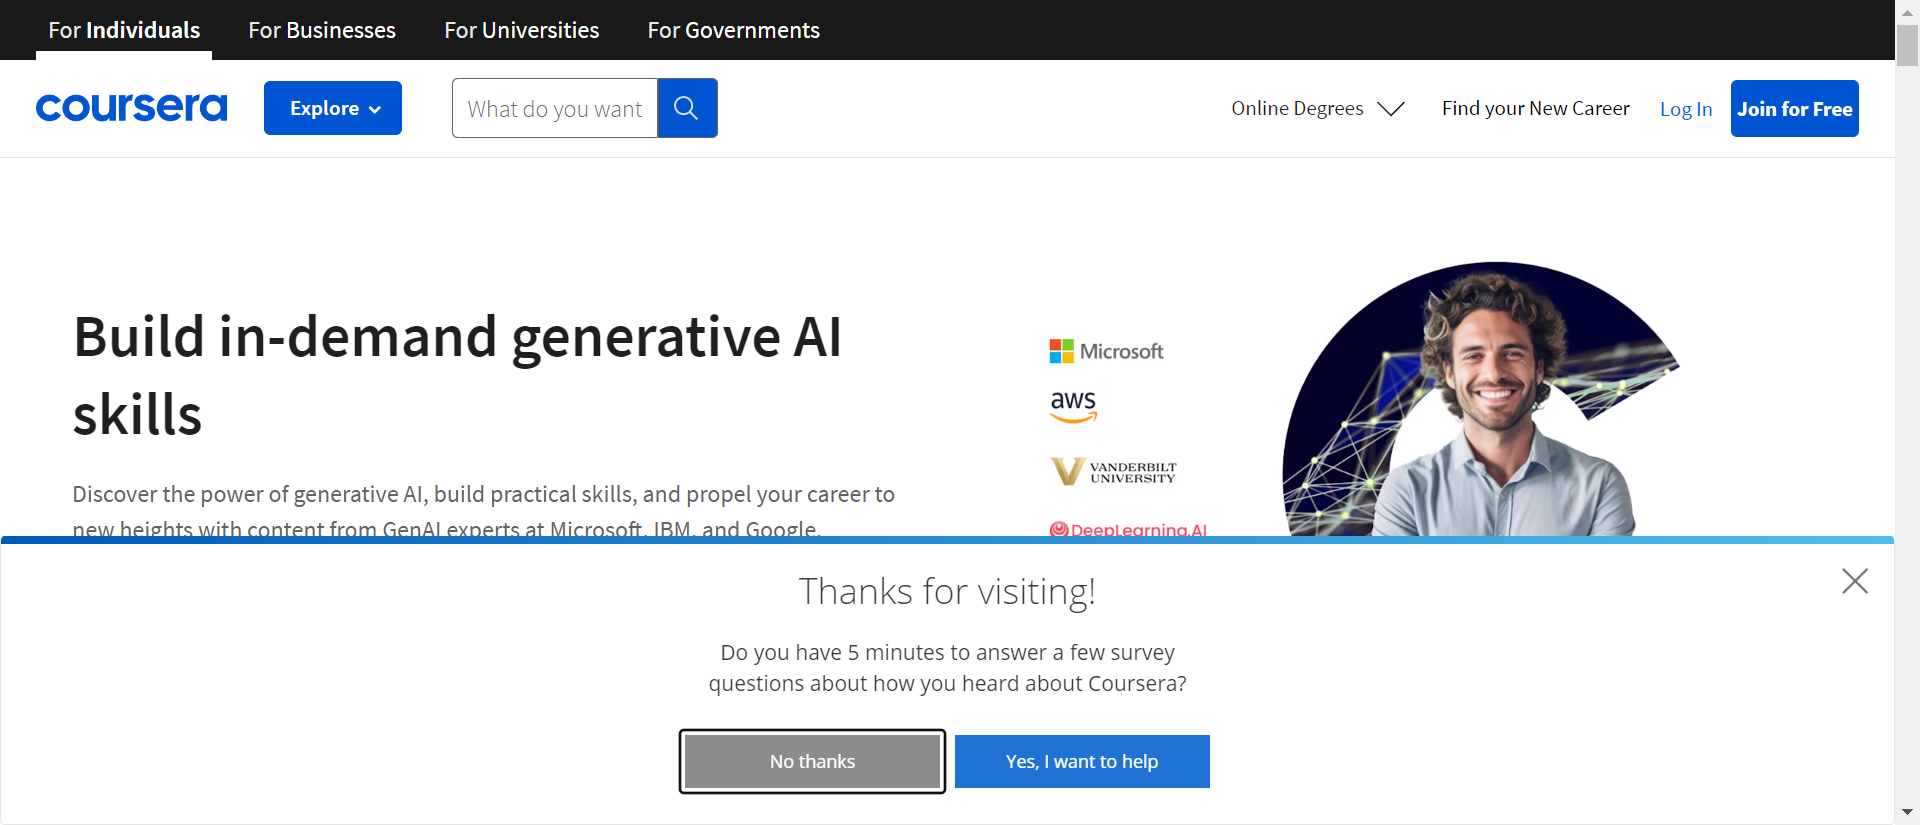 For Individuals
For Businesses
For Universities
For Governments
coursera
Explore
What do you want
Online Degrees
Find your New Career
Log In
Join for Free
Build in-demand generative AI
skills
Discover the power of generative AI, build practical skills, and propel your career to
new heights with content from GenAI experts at Microsoft, IBM, and Google.
Microsoft
aws
VANDERBILT
UNIVERSITY
DeepLearning.AI
Thanks for visiting!
Do you have 5 minutes to answer a few survey
questions about how you heard about Coursera?
No thanks
Yes, I want to help